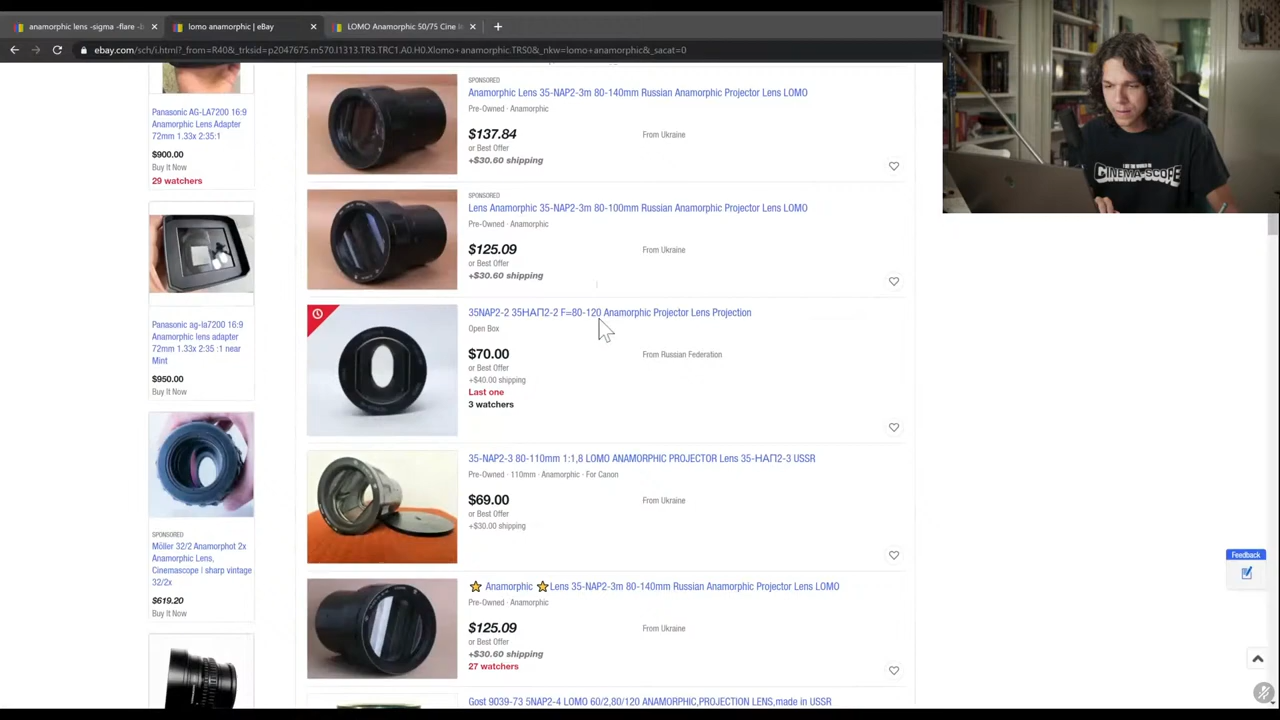 anamorphic lens -sigma -flare -b
lomo anamorphic | eBay
LOMO Anamorphic 50/75 Cine l
ebay.com/sch/i.html?_from=R40&_trksid=p2047675.m570.l1313.TR3.TRC1.A0.H0.Xlomo+anamorphic.TRS0&_nkw=lomo+anamorphic&_sacat=0
Panasonic AG-LA7200 16:9
Anamorphic Lens Adapter
72mm 1.33x 2:35:1
$900.00
Buy It Now
29 watchers
Panasonic ag-la7200 16:9
Anamorphic lens adapter
72mm 1.33x 2:35 :1 near
Mint
$950.00
Buy It Now
SPONSORED
Möller 32/2 Anamorphot 2x
Anamorphic Lens,
Cinemascope | sharp vintage
32/2x
$619.20
Buy It Now
SPONSORED
Anamorphic Lens 35-NAP2-3m 80-140mm Russian Anamorphic Projector Lens LOMO
Pre-Owned · Anamorphic
$137.84
From Ukraine
or Best Offer
+$30.60 shipping
SPONSORED
Lens Anamorphic 35-NAP2-3m 80-100mm Russian Anamorphic Projector Lens LOMO
Pre-Owned · Anamorphic
$125.09
From Ukraine
or Best Offer
+$30.60 shipping
35NAP2-2 35НАП2-2 F=80-120 Anamorphic Projector Lens Projection
Open Box
$70.00
From Russian Federation
or Best Offer
+$40.00 shipping
Last one
3 watchers
35-NAP2-3 80-110mm 1:1,8 LOMO ANAMORPHIC PROJECTOR Lens 35-НАП2-3 USSR
Pre-Owned · 110mm · Anamorphic · For Canon
$69.00
From Ukraine
or Best Offer
+$30.00 shipping
Anamorphic Lens 35-NAP2-3m 80-140mm Russian Anamorphic Projector Lens LOMO
Pre-Owned · Anamorphic
$125.09
From Ukraine
or Best Offer
+$30.60 shipping
27 watchers
Gost 9039-73 5NAP2-4 LOMO 60/2,80/120 ANAMORPHIC,PROJECTION LENS,made in USSR
Feedback
CINEMASCOPE